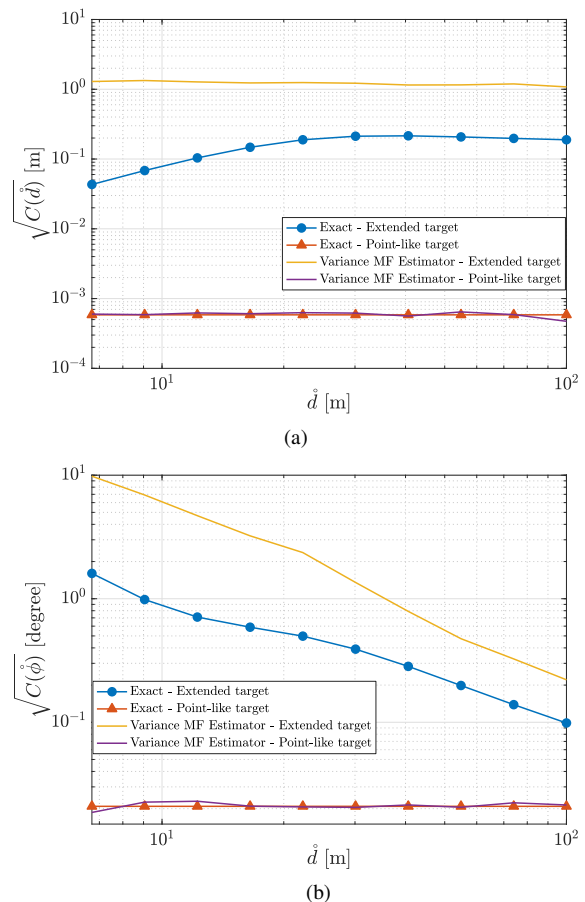 10^1
10^0
10^-1
10^-2
10^-3
10^-4
√C(d̊) [m]
Exact - Extended target
Exact - Point-like target
Variance MF Estimator - Extended target
Variance MF Estimator - Point-like target
10^1
10^2
d̊ [m]
(a)
10^1
10^0
10^-1
√C(ϕ̊) [degree]
Exact - Extended target
Exact - Point-like target
Variance MF Estimator - Extended target
Variance MF Estimator - Point-like target
10^1
10^2
d̊ [m]
(b)